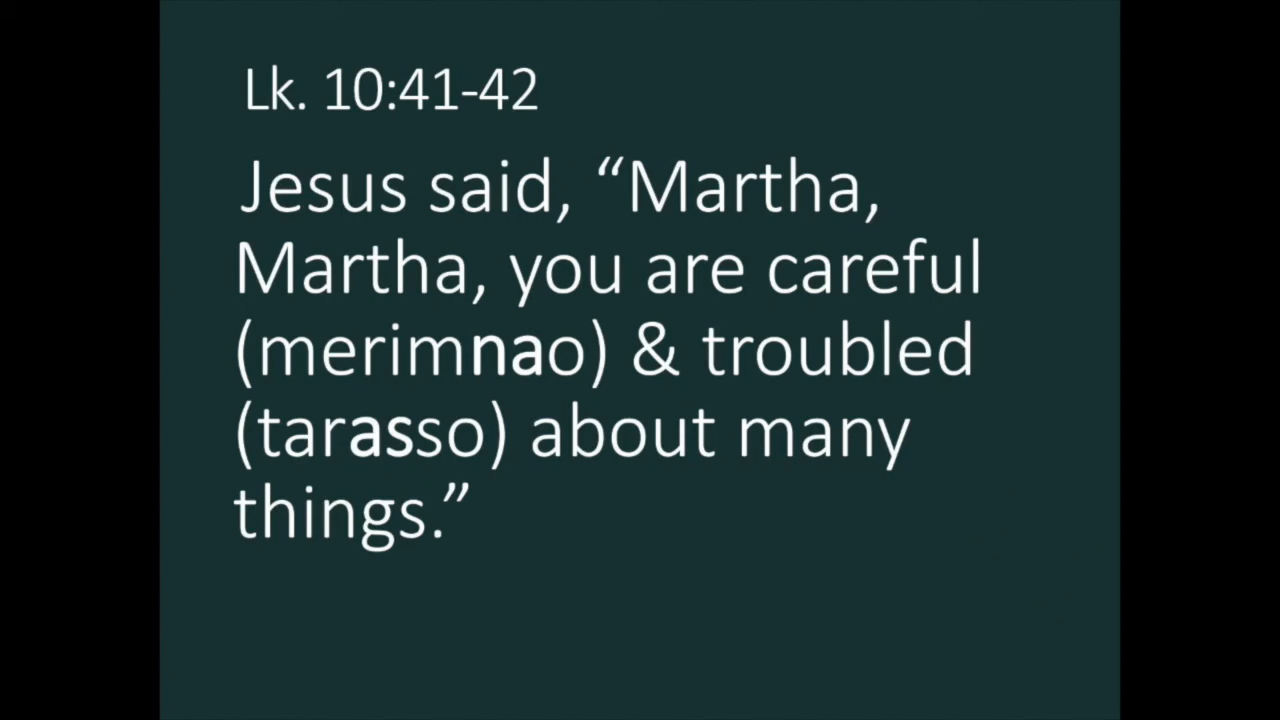 Lk. 10:41-42
Jesus said, “Martha,
Martha, you are careful
(merimnao) & troubled
(tarasso) about many
things.”